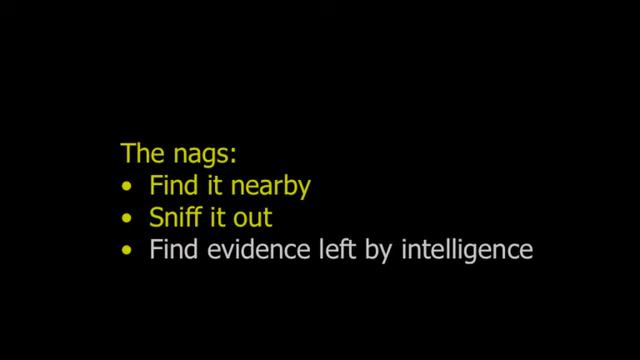 The nags:
• Find it nearby
• Sniff it out
• Find evidence left by intelligence